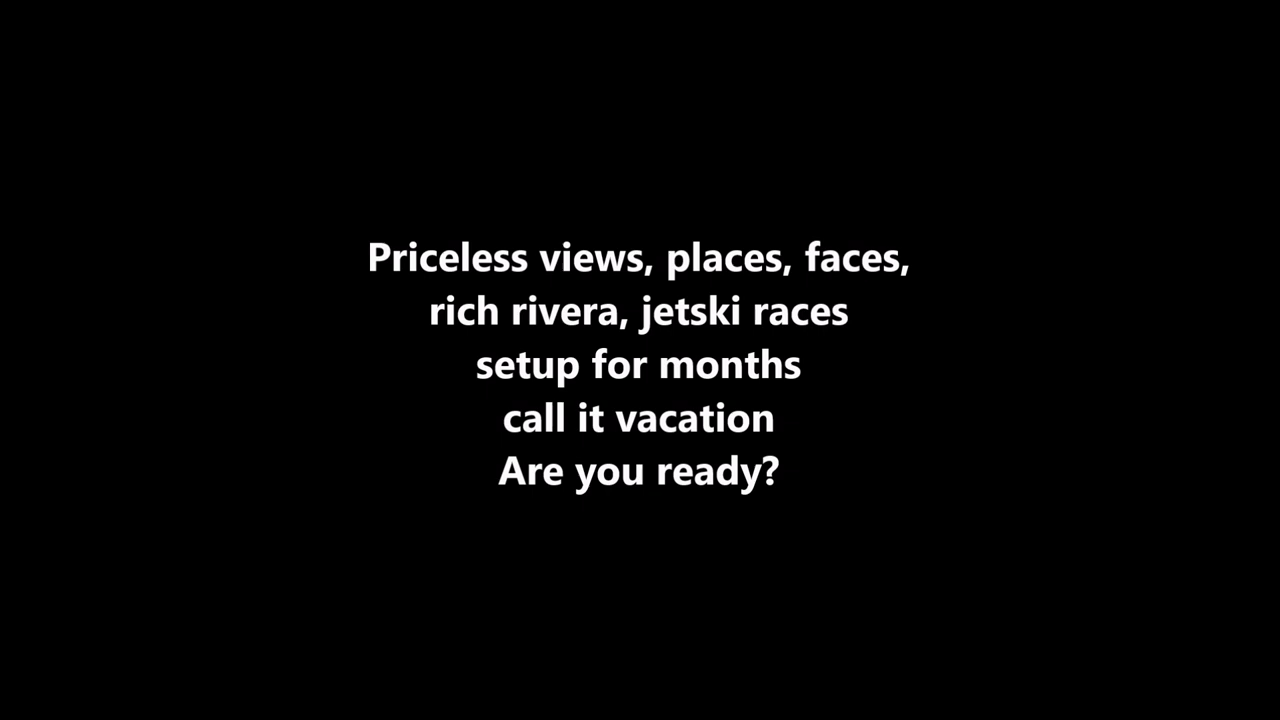 Priceless views, places, faces,
rich rivera, jetski races
setup for months
call it vacation
Are you ready?